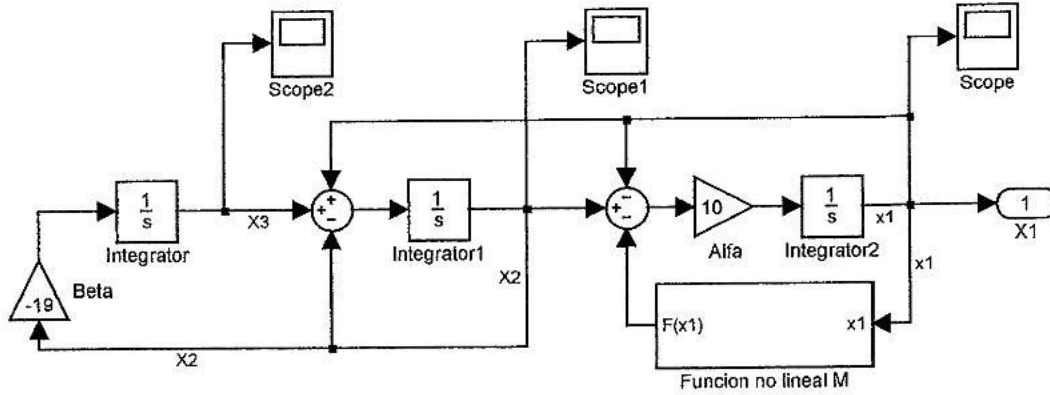 Scope2
Scope1
Scope
1
s
Integrator
X3
+
+
−
1
s
Integrator1
X2
+
−
−
10
Alfa
1
s
Integrator2
x1
1
X1
x1
-19
Beta
X2
F(x1)
x1
Funcion no lineal M